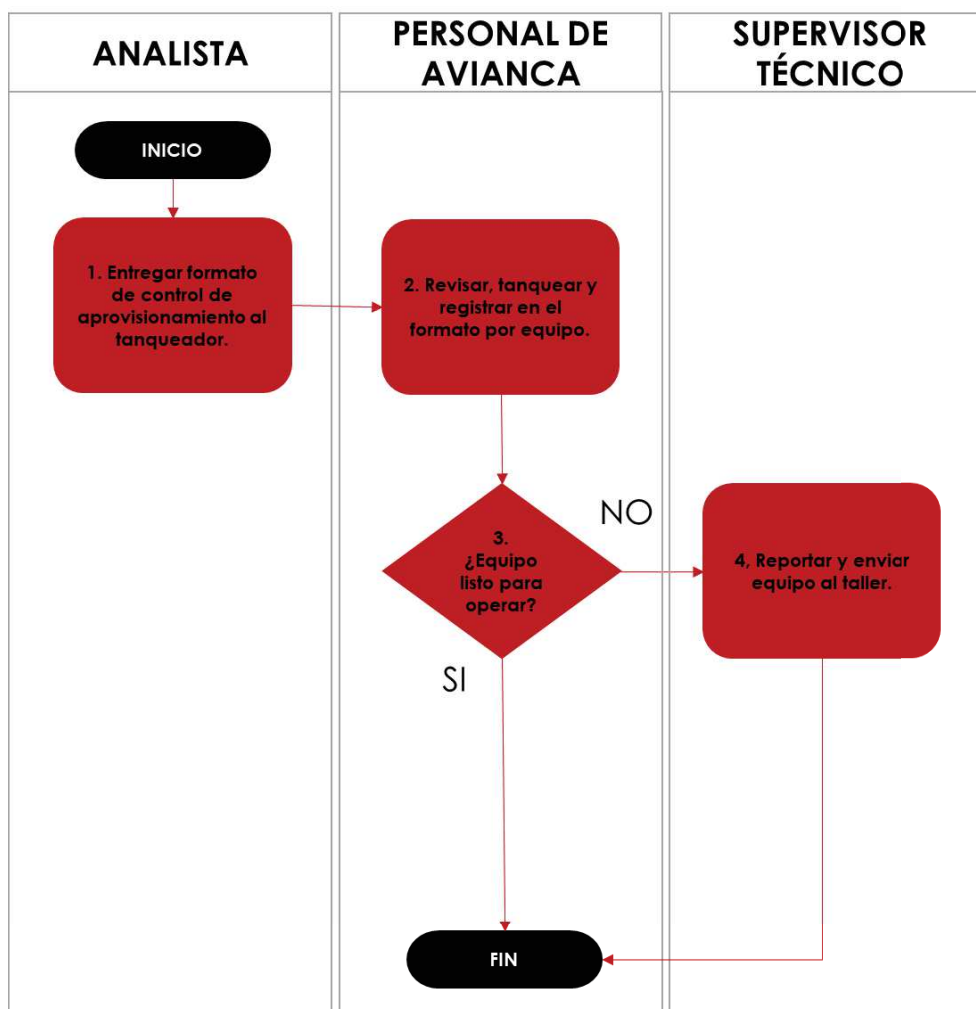 ANALISTA
PERSONAL DE
AVIANCA
SUPERVISOR
TÉCNICO
INICIO
1. Entregar formato
de control de
aprovisionamiento al
tanqueador.
2. Revisar, tanquear y
registrar en el
formato por equipo.
3.
¿Equipo
listo para
operar?
NO
4, Reportar y enviar
equipo al taller.
SI
FIN